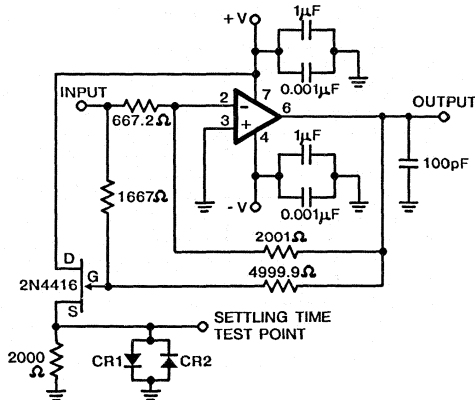 +V
1μF
0.001μF
INPUT
667.2Ω
2
7
6
3
4
-
+
OUTPUT
1μF
100pF
1667Ω
-V
0.001μF
2001Ω
4999.9Ω
D
G
2N4416
S
SETTLING TIME
TEST POINT
2000
Ω
CR1
CR2